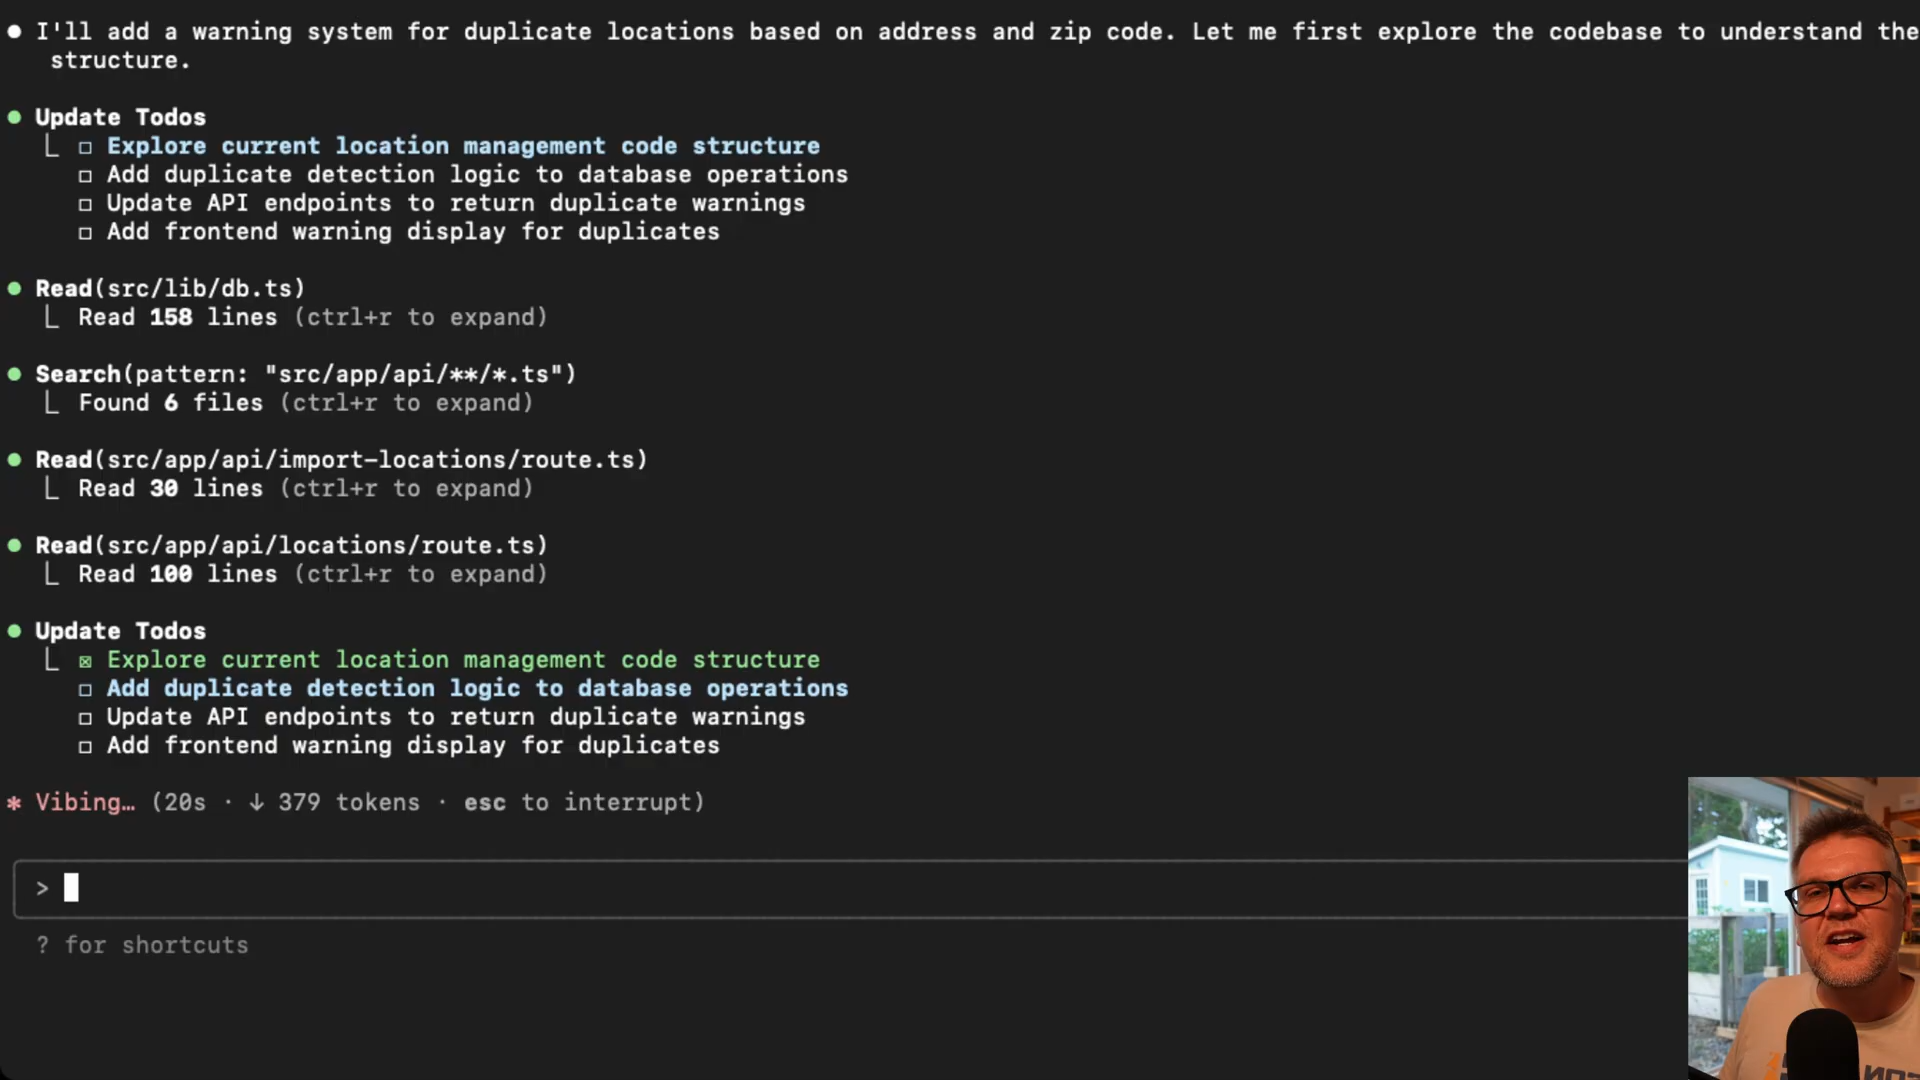 ● I'll add a warning system for duplicate locations based on address and zip code. Let me first explore the codebase to understand the
structure.
● Update Todos
⎿ ☐ Explore current location management code structure
☐ Add duplicate detection logic to database operations
☐ Update API endpoints to return duplicate warnings
☐ Add frontend warning display for duplicates
● Read(src/lib/db.ts)
⎿ Read 158 lines (ctrl+r to expand)
● Search(pattern: "src/app/api/**/*.ts")
⎿ Found 6 files (ctrl+r to expand)
● Read(src/app/api/import-locations/route.ts)
⎿ Read 30 lines (ctrl+r to expand)
● Read(src/app/api/locations/route.ts)
⎿ Read 100 lines (ctrl+r to expand)
● Update Todos
⎿ ☒ Explore current location management code structure
☐ Add duplicate detection logic to database operations
☐ Update API endpoints to return duplicate warnings
☐ Add frontend warning display for duplicates
* Vibing… (20s · ↓ 379 tokens · esc to interrupt)
>
? for shortcuts